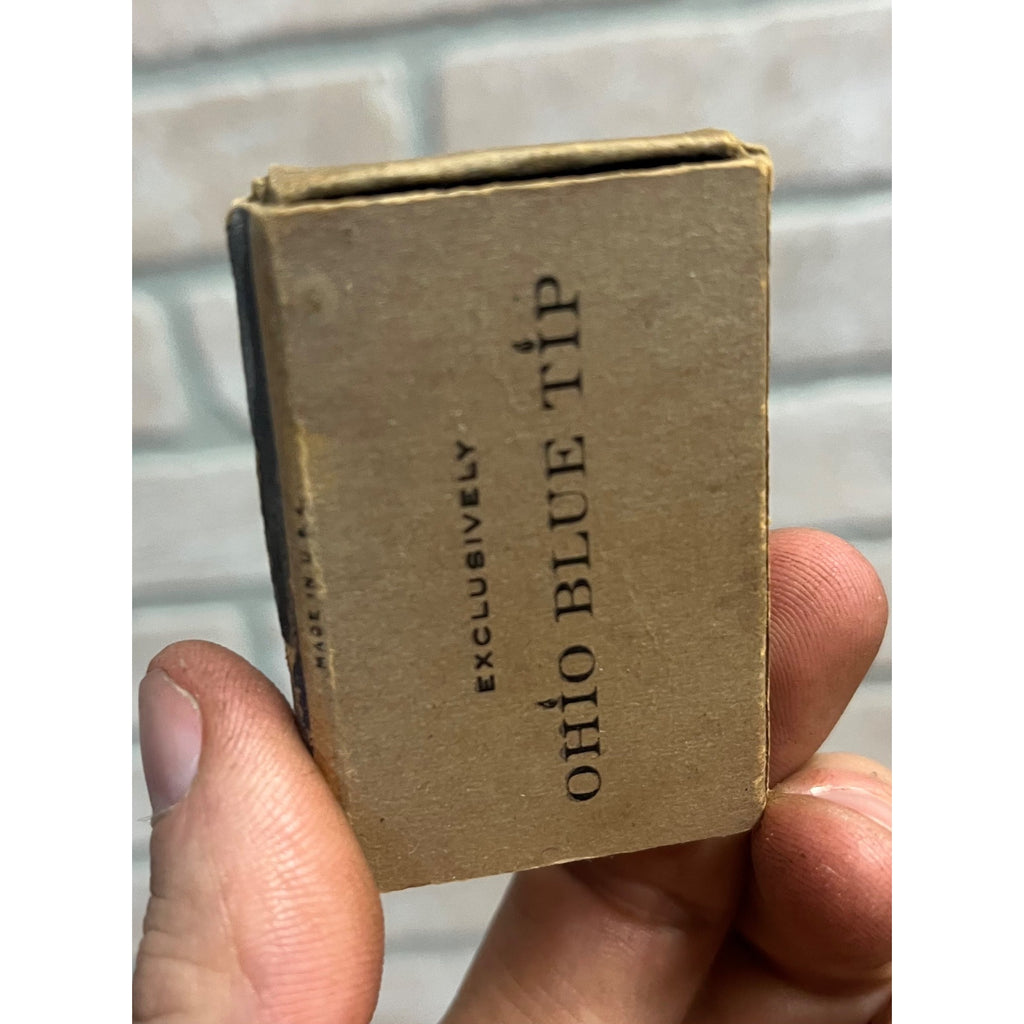 EXCLUSIVELY
OHIO BLUE TIP
MADE IN U.S.A.